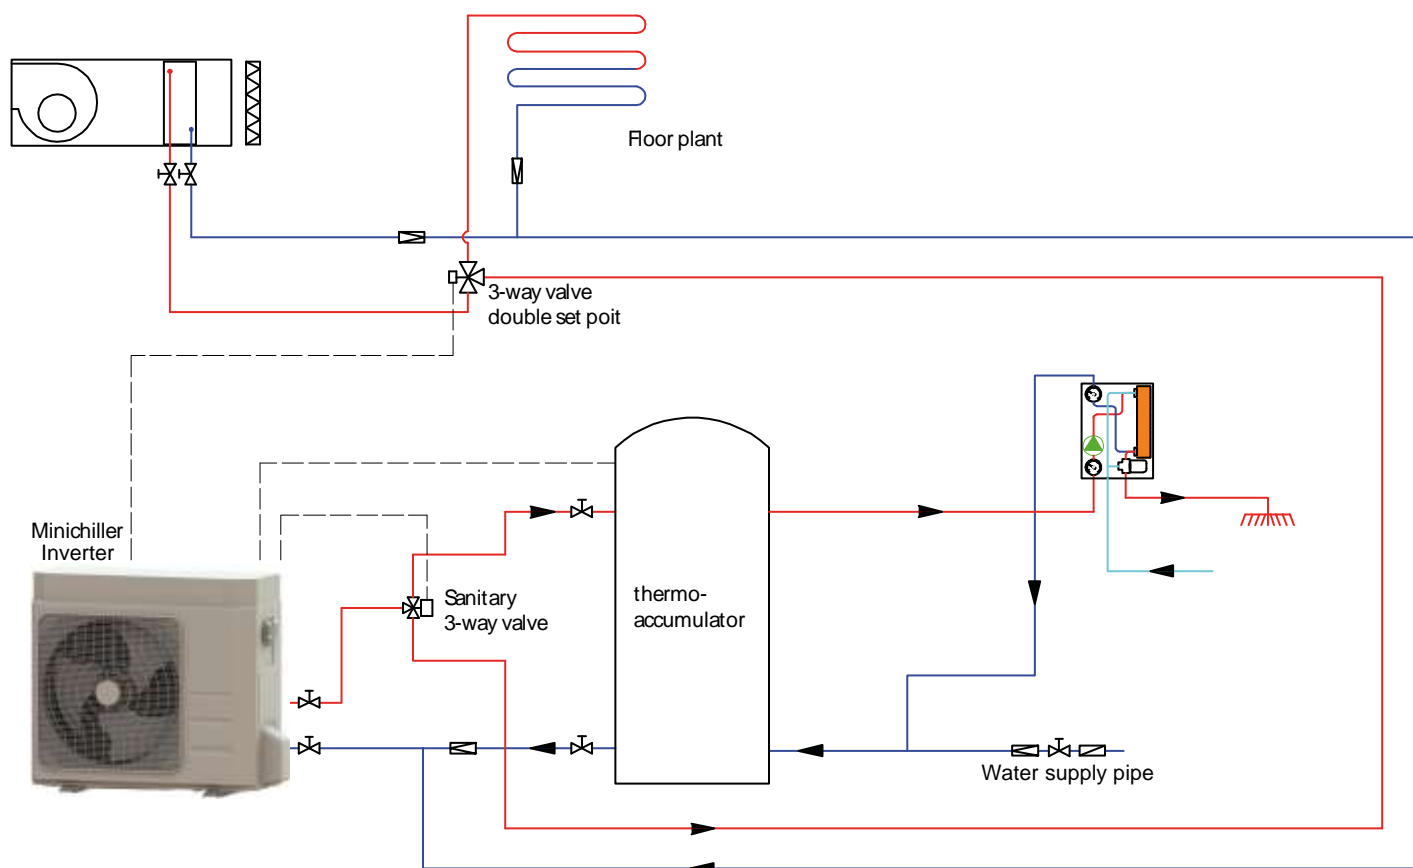 Floor plant
3-way valve
double set poit
Minichiller
Inverter
Sanitary
3-way valve
thermo-
accumulator
Water supply pipe